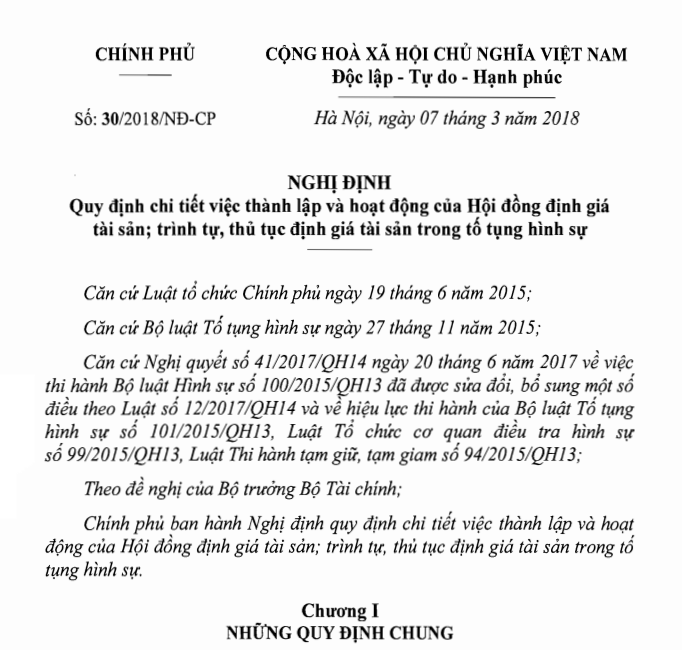 CHÍNH PHỦ
CỘNG HOÀ XÃ HỘI CHỦ NGHĨA VIỆT NAM
Độc lập - Tự do - Hạnh phúc
Số: 30/2018/NĐ-CP
Hà Nội, ngày 07 tháng 3 năm 2018
NGHỊ ĐỊNH
Quy định chi tiết việc thành lập và hoạt động của Hội đồng định giá
tài sản; trình tự, thủ tục định giá tài sản trong tố tụng hình sự
Căn cứ Luật tổ chức Chính phủ ngày 19 tháng 6 năm 2015;
Căn cứ Bộ luật Tố tụng hình sự ngày 27 tháng 11 năm 2015;
Căn cứ Nghị quyết số 41/2017/QH14 ngày 20 tháng 6 năm 2017 về việc
thi hành Bộ luật Hình sự số 100/2015/QH13 đã được sửa đổi, bổ sung một số
điều theo Luật số 12/2017/QH14 và về hiệu lực thi hành của Bộ luật Tố tụng
hình sự số 101/2015/QH13, Luật Tổ chức cơ quan điều tra hình sự
số 99/2015/QH13, Luật Thi hành tạm giữ, tạm giam số 94/2015/QH13;
Theo đề nghị của Bộ trưởng Bộ Tài chính;
Chính phủ ban hành Nghị định quy định chi tiết việc thành lập và hoạt
động của Hội đồng định giá tài sản; trình tự, thủ tục định giá tài sản trong tố
tụng hình sự.
Chương I
NHỮNG QUY ĐỊNH CHUNG